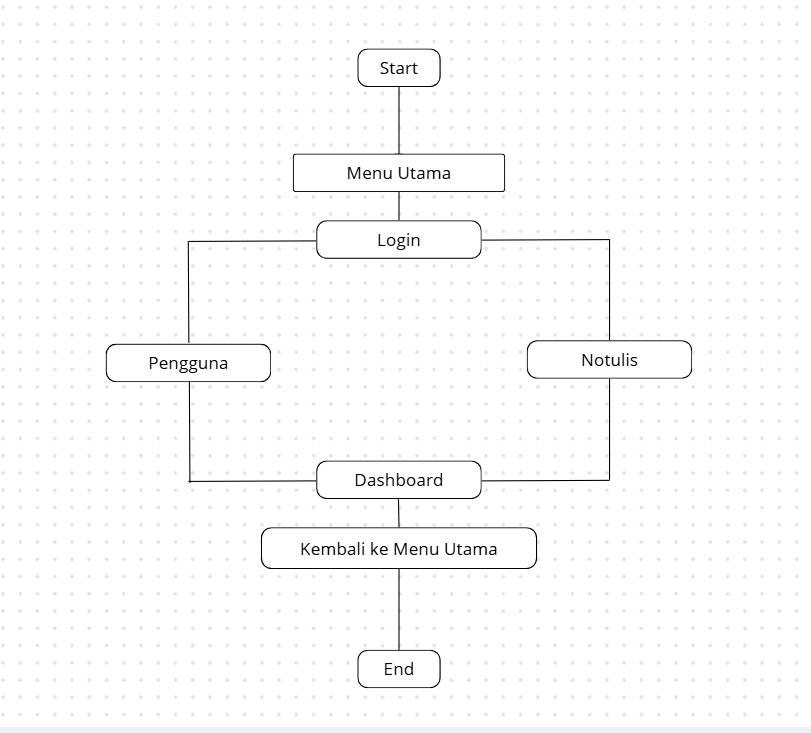 Start
Menu Utama
Login
Pengguna
Notulis
Dashboard
Kembali ke Menu Utama
End